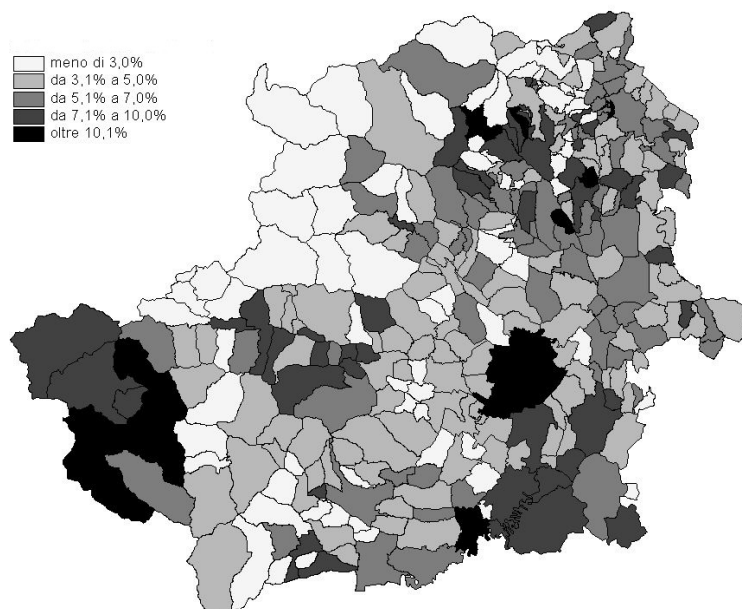 meno di 3,0%
da 3,1% a 5,0%
da 5,1% a 7,0%
da 7,1% a 10,0%
oltre 10,1%